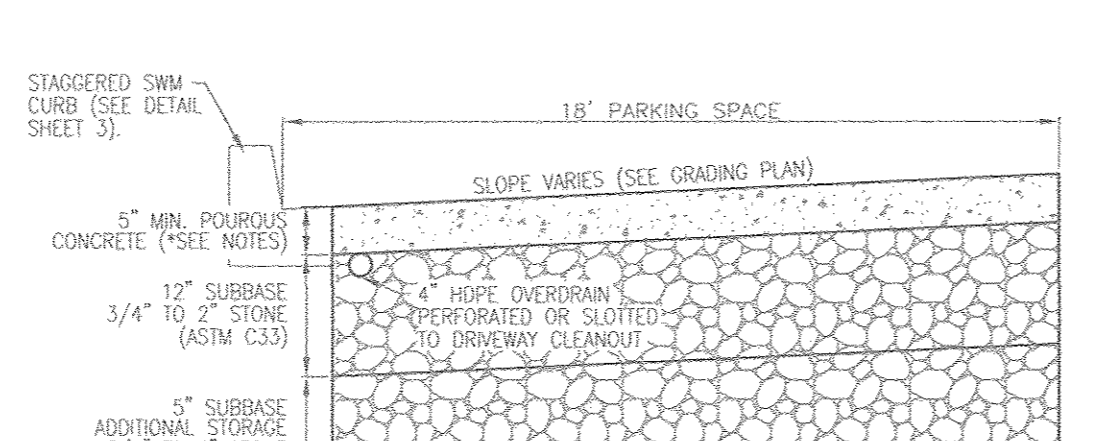 STAGGERED SWM
CURB (SEE DETAIL
SHEET 3).
18' PARKING SPACE
SLOPE VARIES (SEE GRADING PLAN)
5" MIN. POUROUS
CONCRETE (*SEE NOTES)
12" SUBBASE
3/4" TO 2" STONE
(ASTM C33)
4" HDPE OVERDRAIN
PERFORATED OR SLOTTED
TO DRIVEWAY CLEANOUT
5" SUBBASE
ADDITIONAL STORAGE